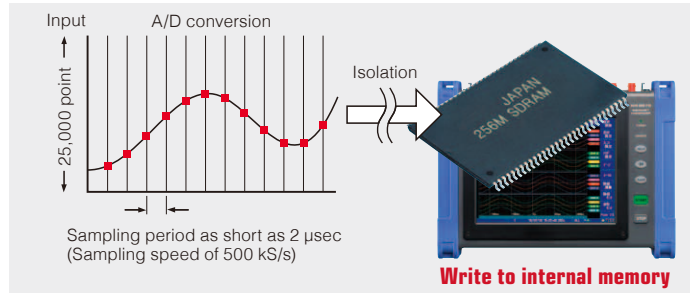 Input
A/D conversion
25,000 point
Isolation
JAPAN
256M SDRAM
Sampling period as short as 2 µsec
(Sampling speed of 500 kS/s)
Write to internal memory